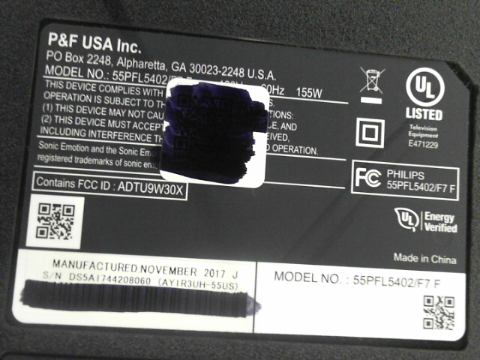 P&F USA Inc.
PO Box 2248, Alpharetta, GA 30023-2248 U.S.A.
MODEL NO.: 55PFL5402/F7 60Hz 155W
THIS DEVICE COMPLIES WITH
OPERATION IS SUBJECT TO THE
(1) THIS DEVICE MAY NOT CAU
(2) THIS DEVICE MUST ACCEPT
INCLUDING INTERFERENCE OPERATION.
Sonic Emotion and the Sonic Emo
registered trademarks of sonic em
Contains FCC ID : ADTU9W30X
UL
LISTED
Television
Equipment
E471229
FC PHILIPS
55PFL5402/F7 F
UL Energy
Verified
Made in China
MANUFACTURED NOVEMBER 2017 J
S/N DS5A1744208060 (AY1R3UH-55US)
MODEL NO.: 55PFL5402/F7 F